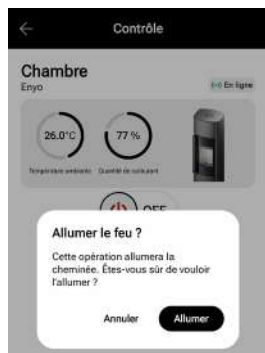 Contrôle
Chambre
Enyo
En ligne
26.0°C
77 %
Température ambiante
Quantité de carburant
OFF
Allumer le feu ?
Cette opération allumera la
cheminée. Êtes-vous sûr de vouloir
l'allumer ?
Annuler
Allumer